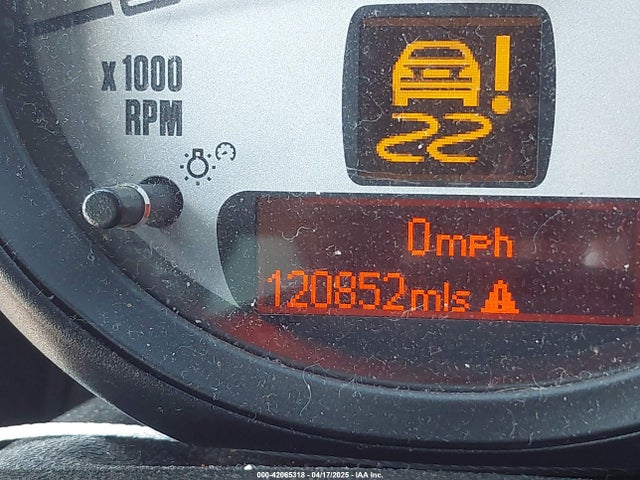 x 1000
RPM
!
0mph
120852mls
000-42065318 - 04/17/2025 - IAA Inc.